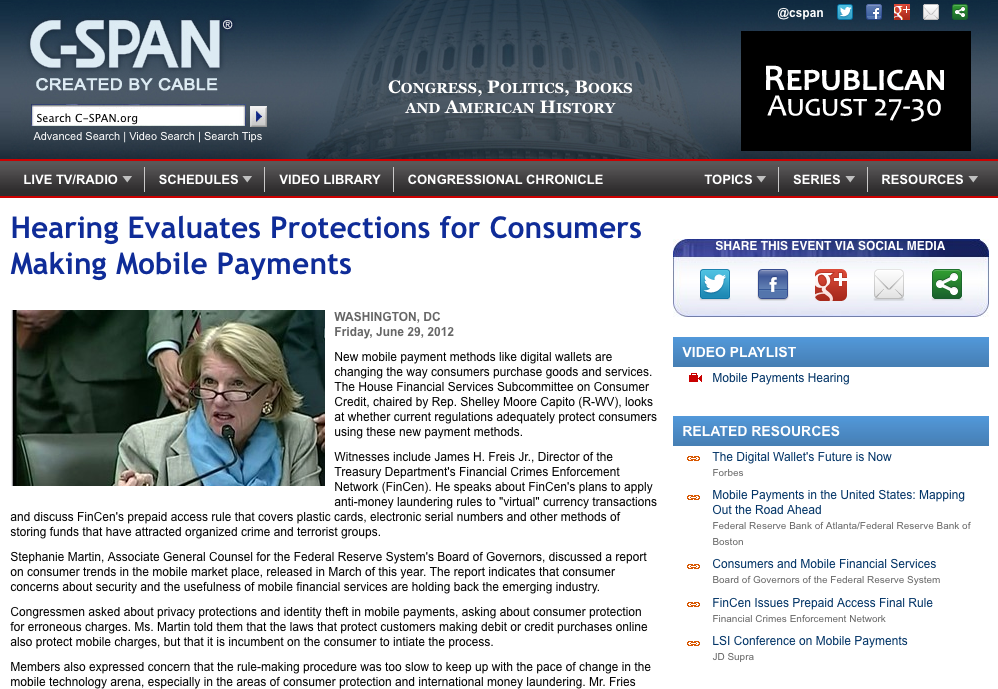 @cspan
C-SPAN®
CREATED BY CABLE
Search C-SPAN.org
Advanced Search | Video Search | Search Tips
CONGRESS, POLITICS, BOOKS
AND AMERICAN HISTORY
REPUBLICAN
AUGUST 27-30
LIVE TV/RADIO SCHEDULES VIDEO LIBRARY CONGRESSIONAL CHRONICLE TOPICS SERIES RESOURCES
Hearing Evaluates Protections for Consumers
Making Mobile Payments
WASHINGTON, DC
Friday, June 29, 2012
New mobile payment methods like digital wallets are
changing the way consumers purchase goods and services.
The House Financial Services Subcommittee on Consumer
Credit, chaired by Rep. Shelley Moore Capito (R-WV), looks
at whether current regulations adequately protect consumers
using these new payment methods.
Witnesses include James H. Freis Jr., Director of the
Treasury Department's Financial Crimes Enforcement
Network (FinCen). He speaks about FinCen's plans to apply
anti-money laundering rules to "virtual" currency transactions
and discuss FinCen's prepaid access rule that covers plastic cards, electronic serial numbers and other methods of
storing funds that have attracted organized crime and terrorist groups.
Stephanie Martin, Associate General Counsel for the Federal Reserve System's Board of Governors, discussed a report
on consumer trends in the mobile market place, released in March of this year. The report indicates that consumer
concerns about security and the usefulness of mobile financial services are holding back the emerging industry.
Congressmen asked about privacy protections and identity theft in mobile payments, asking about consumer protection
for erroneous charges. Ms. Martin told them that the laws that protect customers making debit or credit purchases online
also protect mobile charges, but that it is incumbent on the consumer to intiate the process.
Members also expressed concern that the rule-making procedure was too slow to keep up with the pace of change in the
mobile technology arena, especially in the areas of consumer protection and international money laundering. Mr. Fries
SHARE THIS EVENT VIA SOCIAL MEDIA
VIDEO PLAYLIST
Mobile Payments Hearing
RELATED RESOURCES
The Digital Wallet's Future is Now
Forbes
Mobile Payments in the United States: Mapping
Out the Road Ahead
Federal Reserve Bank of Atlanta/Federal Reserve Bank of
Boston
Consumers and Mobile Financial Services
Board of Governors of the Federal Reserve System
FinCen Issues Prepaid Access Final Rule
Financial Crimes Enforcement Network
LSI Conference on Mobile Payments
JD Supra